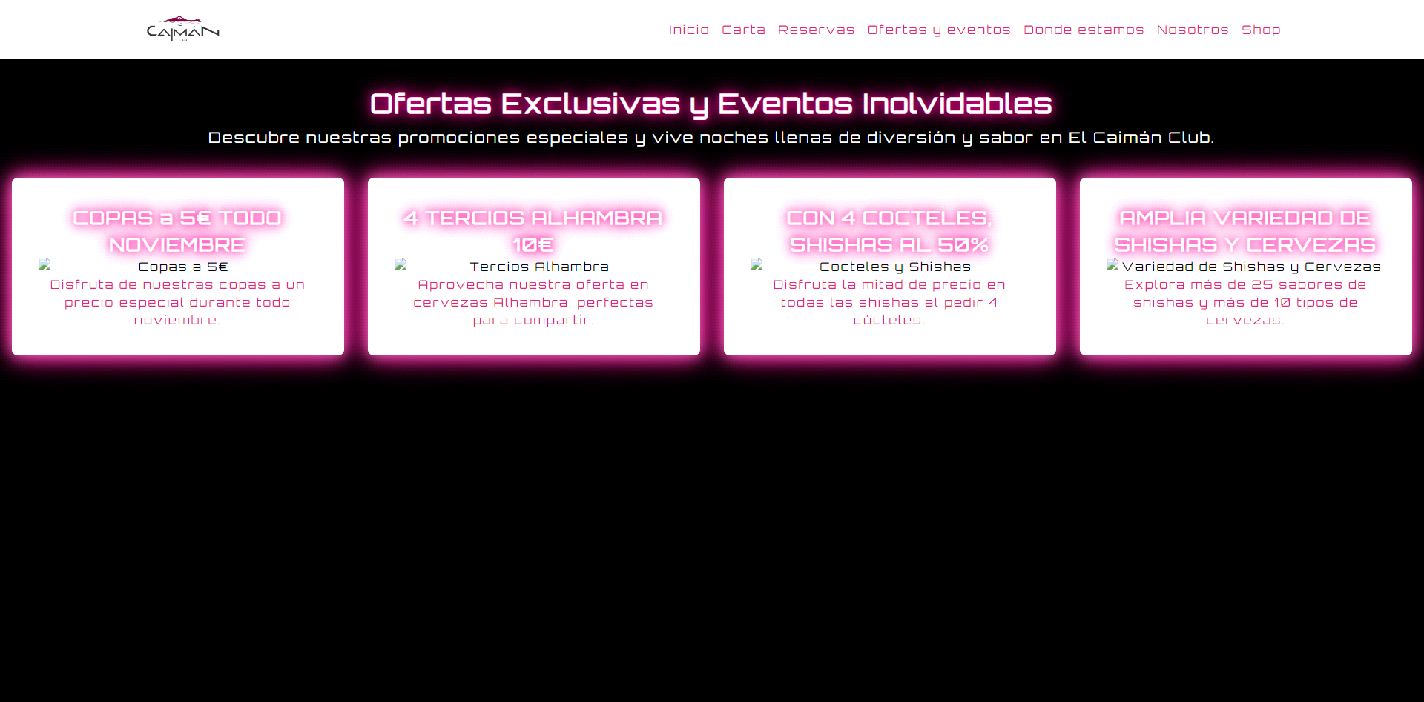 CAIMAN
Inicio Carta Reservas Ofertas y eventos Donde estamos Nosotros Shop
Ofertas Exclusivas y Eventos Inolvidables
Descubre nuestras promociones especiales y vive noches llenas de diversión y sabor en El Caimán Club.
COPAS a 5€ TODO
NOVIEMBRE
Copas a 5€
Disfruta de nuestras copas a un
precio especial durante todo
noviembre.
4 TERCIOS ALHAMBRA
10€
Tercios Alhambra
Aprovecha nuestra oferta en
cervezas Alhambra, perfectas
para compartir.
CON 4 COCTELES,
SHISHAS AL 50%
Cocteles y Shishas
Disfruta la mitad de precio en
todas las shishas al pedir 4
cócteles.
AMPLIA VARIEDAD DE
SHISHAS Y CERVEZAS
Variedad de Shishas y Cervezas
Explora más de 25 sabores de
shishas y más de 10 tipos de
cervezas.